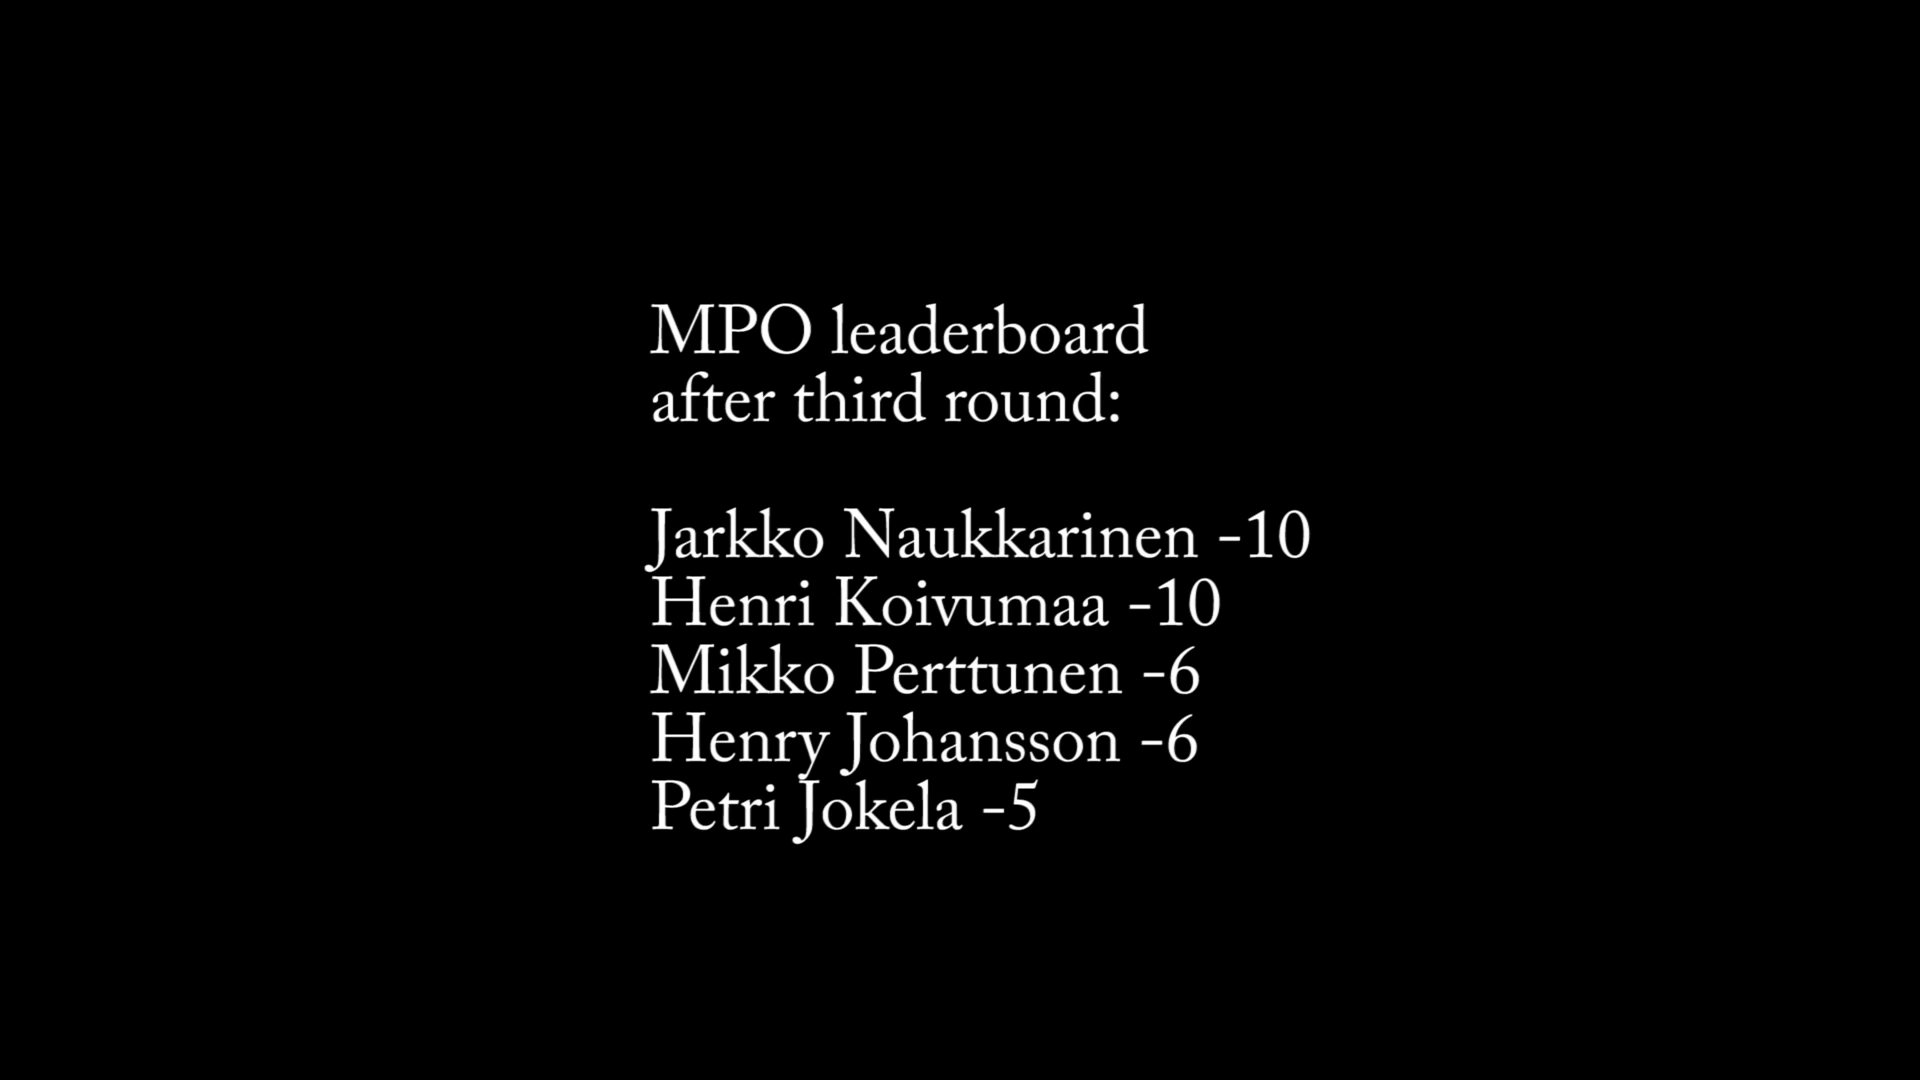 MPO leaderboard
after third round:
Jarkko Naukkarinen -10
Henri Koivumaa -10
Mikko Perttunen -6
Henry Johansson -6
Petri Jokela -5